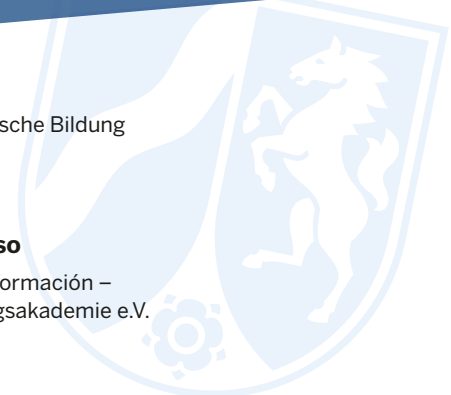 sche Bildung
so
ormación –
gsakademie e.V.